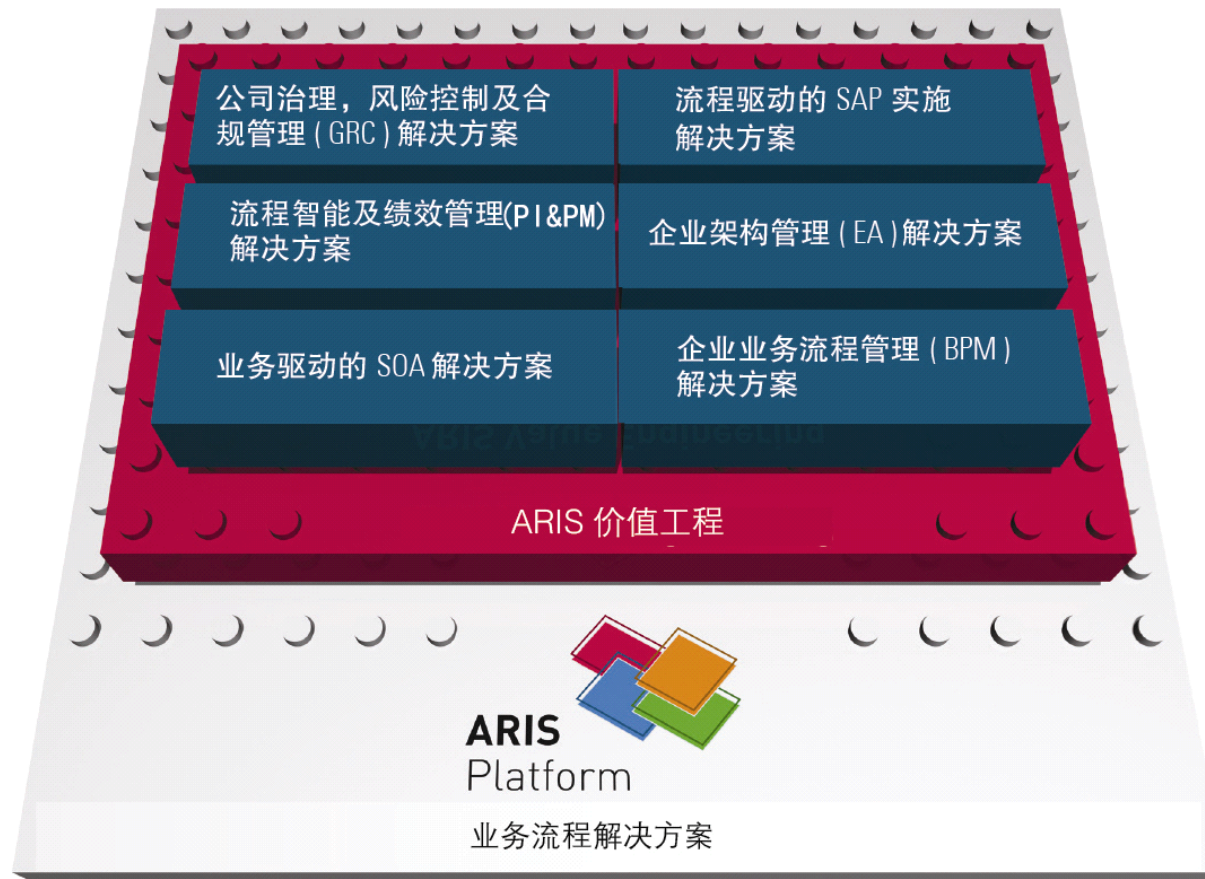 公司治理，风险控制及合
规管理 ( GRC ) 解决方案
流程驱动的 SAP 实施
解决方案
流程智能及绩效管理(PI&PM)
解决方案
企业架构管理 ( EA ) 解决方案
业务驱动的 SOA 解决方案
企业业务流程管理 ( BPM )
解决方案
ARIS Value Engineering
ARIS 价值工程
ARIS
Platform
业务流程解决方案